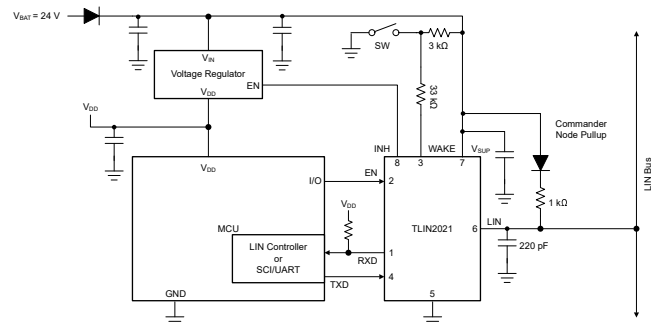 VBAT = 24 V
SW
3 kΩ
VIN
Voltage Regulator
VDD
EN
33 kΩ
VDD
Commander
Node Pullup
LIN Bus
INH
WAKE
VSUP
8
3
7
VDD
I/O
EN
2
1 kΩ
MCU
VDD
TLIN2021
6
LIN
LIN Controller
or
SCI/UART
1
RXD
220 pF
4
TXD
GND
5